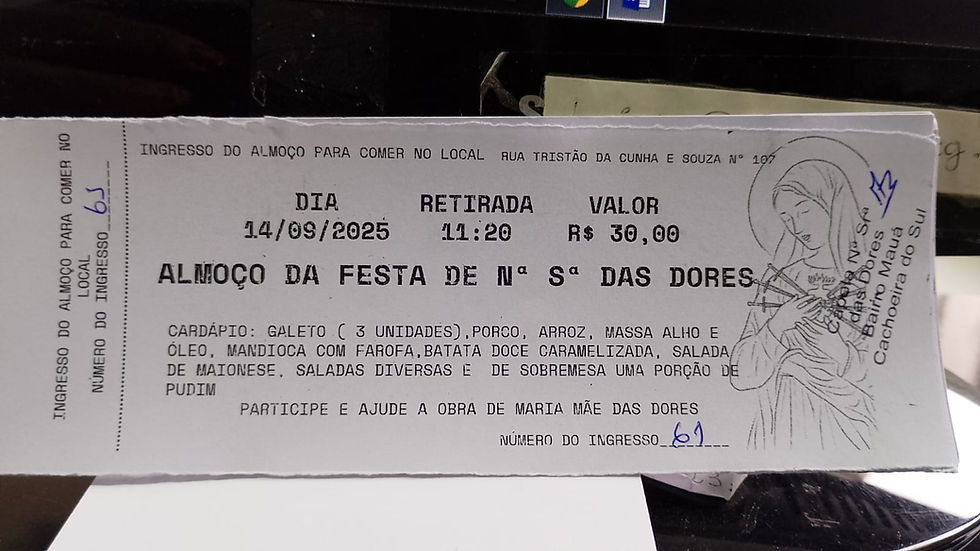 INGRESSO DO ALMOÇO PARA COMER NO
LOCAL
NÚMERO DO INGRESSO 61
INGRESSO DO ALMOÇO PARA COMER NO LOCAL RUA TRISTÃO DA CUNHA E SOUZA N° 107
DIA RETIRADA VALOR
14/09/2025 11:20 R$ 30,00
ALMOÇO DA FESTA DE Nª Sª DAS DORES
CARDÁPIO: GALETO ( 3 UNIDADES),PORCO, ARROZ, MASSA ALHO E
ÓLEO, MANDIOCA COM FAROFA,BATATA DOCE CARAMELIZADA, SALADA
DE MAIONESE, SALADAS DIVERSAS E DE SOBREMESA UMA PORÇÃO DE
PUDIM
PARTICIPE E AJUDE A OBRA DE MARIA MÃE DAS DORES
NÚMERO DO INGRESSO 61
Capela Nª Srª
das Dores
Bairro Mauá
Cachoeira do Sul